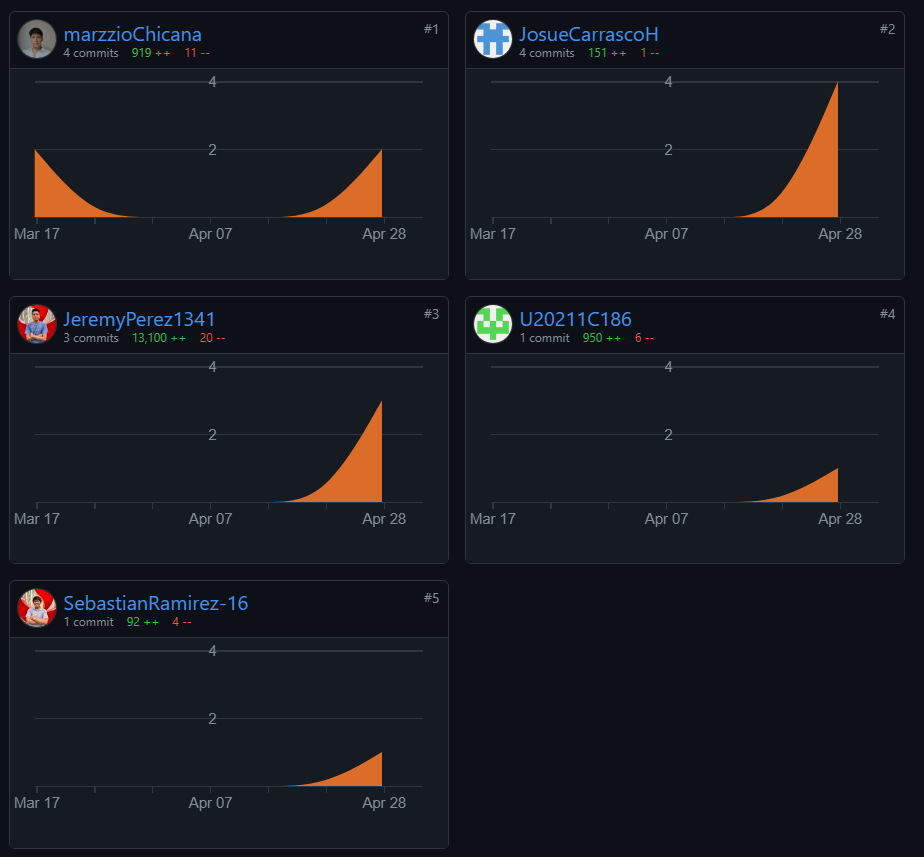 marzzioChicana #1
4 commits 919 ++ 11 --
4
2
Mar 17 Apr 07 Apr 28
JosueCarrascoH #2
4 commits 151 ++ 1 --
4
2
Mar 17 Apr 07 Apr 28
JeremyPerez1341 #3
3 commits 13,100 ++ 20 --
4
2
Mar 17 Apr 07 Apr 28
U20211C186 #4
1 commit 950 ++ 6 --
4
2
Mar 17 Apr 07 Apr 28
SebastianRamirez-16 #5
1 commit 92 ++ 4 --
4
2
Mar 17 Apr 07 Apr 28